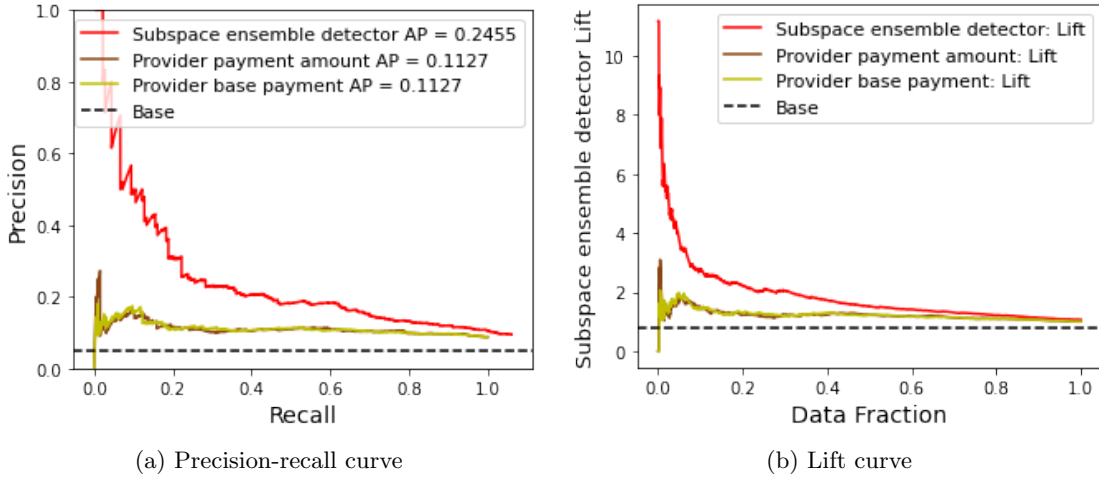 Subspace ensemble detector AP = 0.2455
Provider payment amount AP = 0.1127
Provider base payment AP = 0.1127
Base
Precision
1.0
0.8
0.6
0.4
0.2
0.0
0.0 0.2 0.4 0.6 0.8 1.0
Recall
(a) Precision-recall curve
Subspace ensemble detector: Lift
Provider payment amount: Lift
Provider base payment: Lift
Base
Subspace ensemble detector Lift
10
8
6
4
2
0
0.0 0.2 0.4 0.6 0.8 1.0
Data Fraction
(b) Lift curve